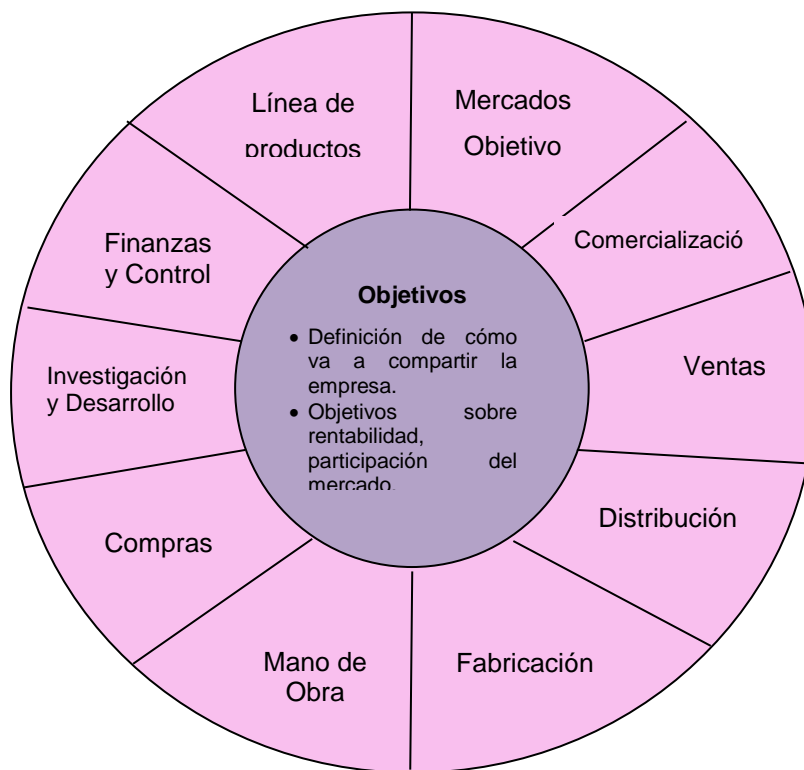 Línea de
productos
Mercados
Objetivo
Comercializació
Ventas
Distribución
Fabricación
Mano de
Obra
Compras
Investigación
y Desarrollo
Finanzas
y Control
Objetivos
• Definición de cómo
va a compartir la
empresa.
• Objetivos sobre
rentabilidad,
participación del
mercado.